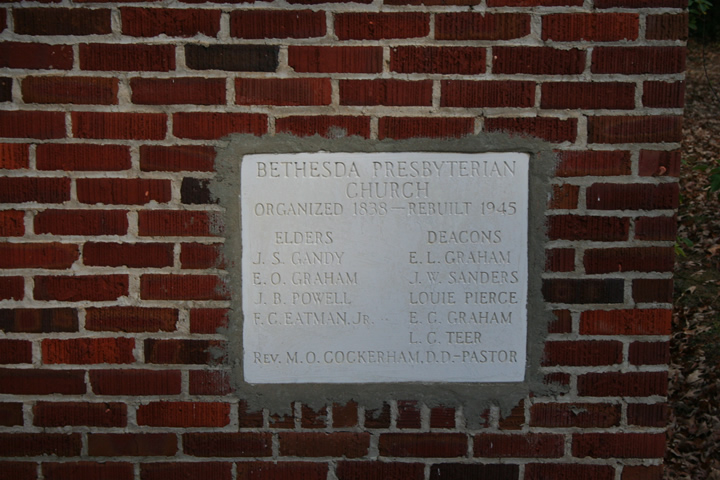 BETHESDA PRESBYTERIAN
CHURCH
ORGANIZED 1838—REBUILT 1945
ELDERS
J. S. GANDY
E. O. GRAHAM
J. B. POWELL
F. C. EATMAN, JR.
DEACONS
E. L. GRAHAM
J. W. SANDERS
LOUIE PIERCE
E. G. GRAHAM
L. C. TEER
REV. M. O. COCKERHAM, D.D.–PASTOR